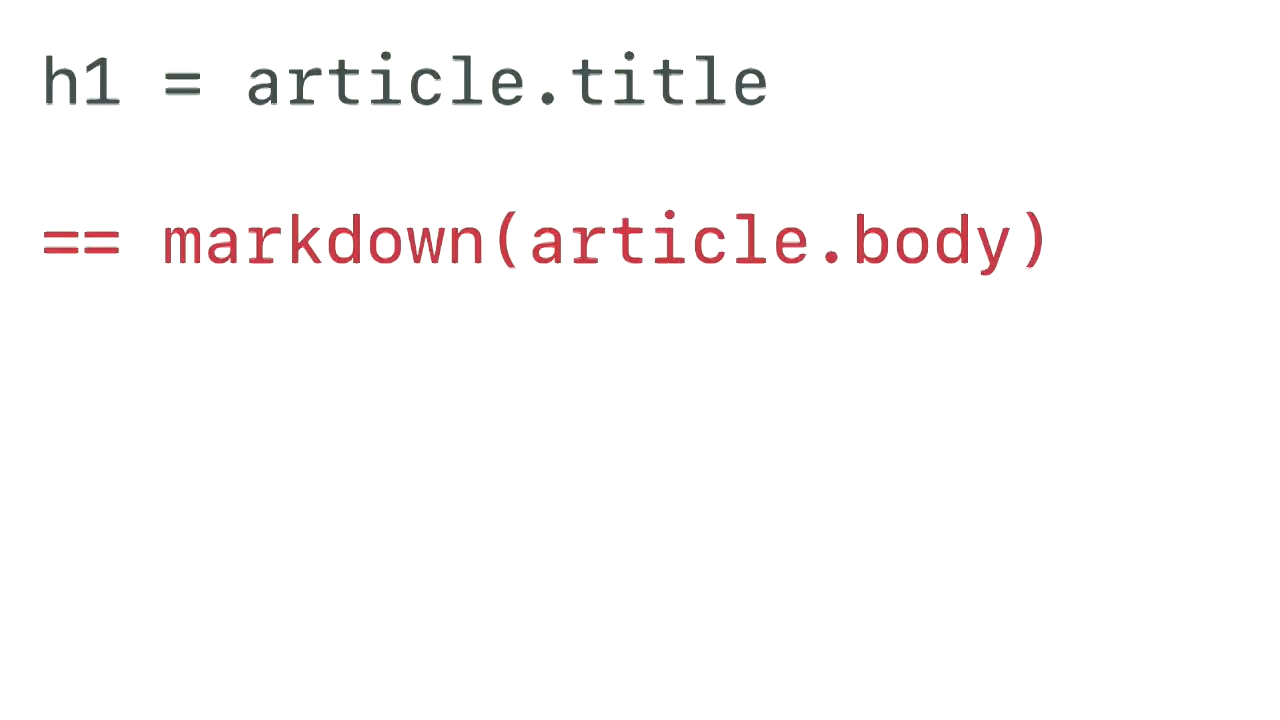 h1 = article.title
== markdown(article.body)